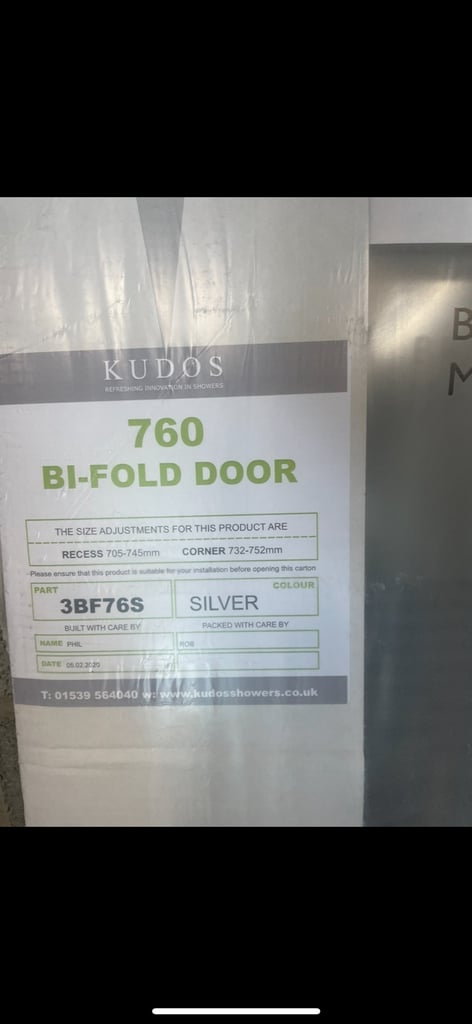 KUDOS
REFRESHING INNOVATION IN SHOWERS
760
BI-FOLD DOOR
THE SIZE ADJUSTMENTS FOR THIS PRODUCT ARE
RECESS 705-745mm CORNER 732-752mm
Please ensure that this product is suitable for your installation before opening this carton
PART
3BF76S
COLOUR
SILVER
BUILT WITH CARE BY
PACKED WITH CARE BY
NAME PHIL
ROB
DATE 05.02.2020
T: 01539 564040 w: www.kudosshowers.co.uk
B
M